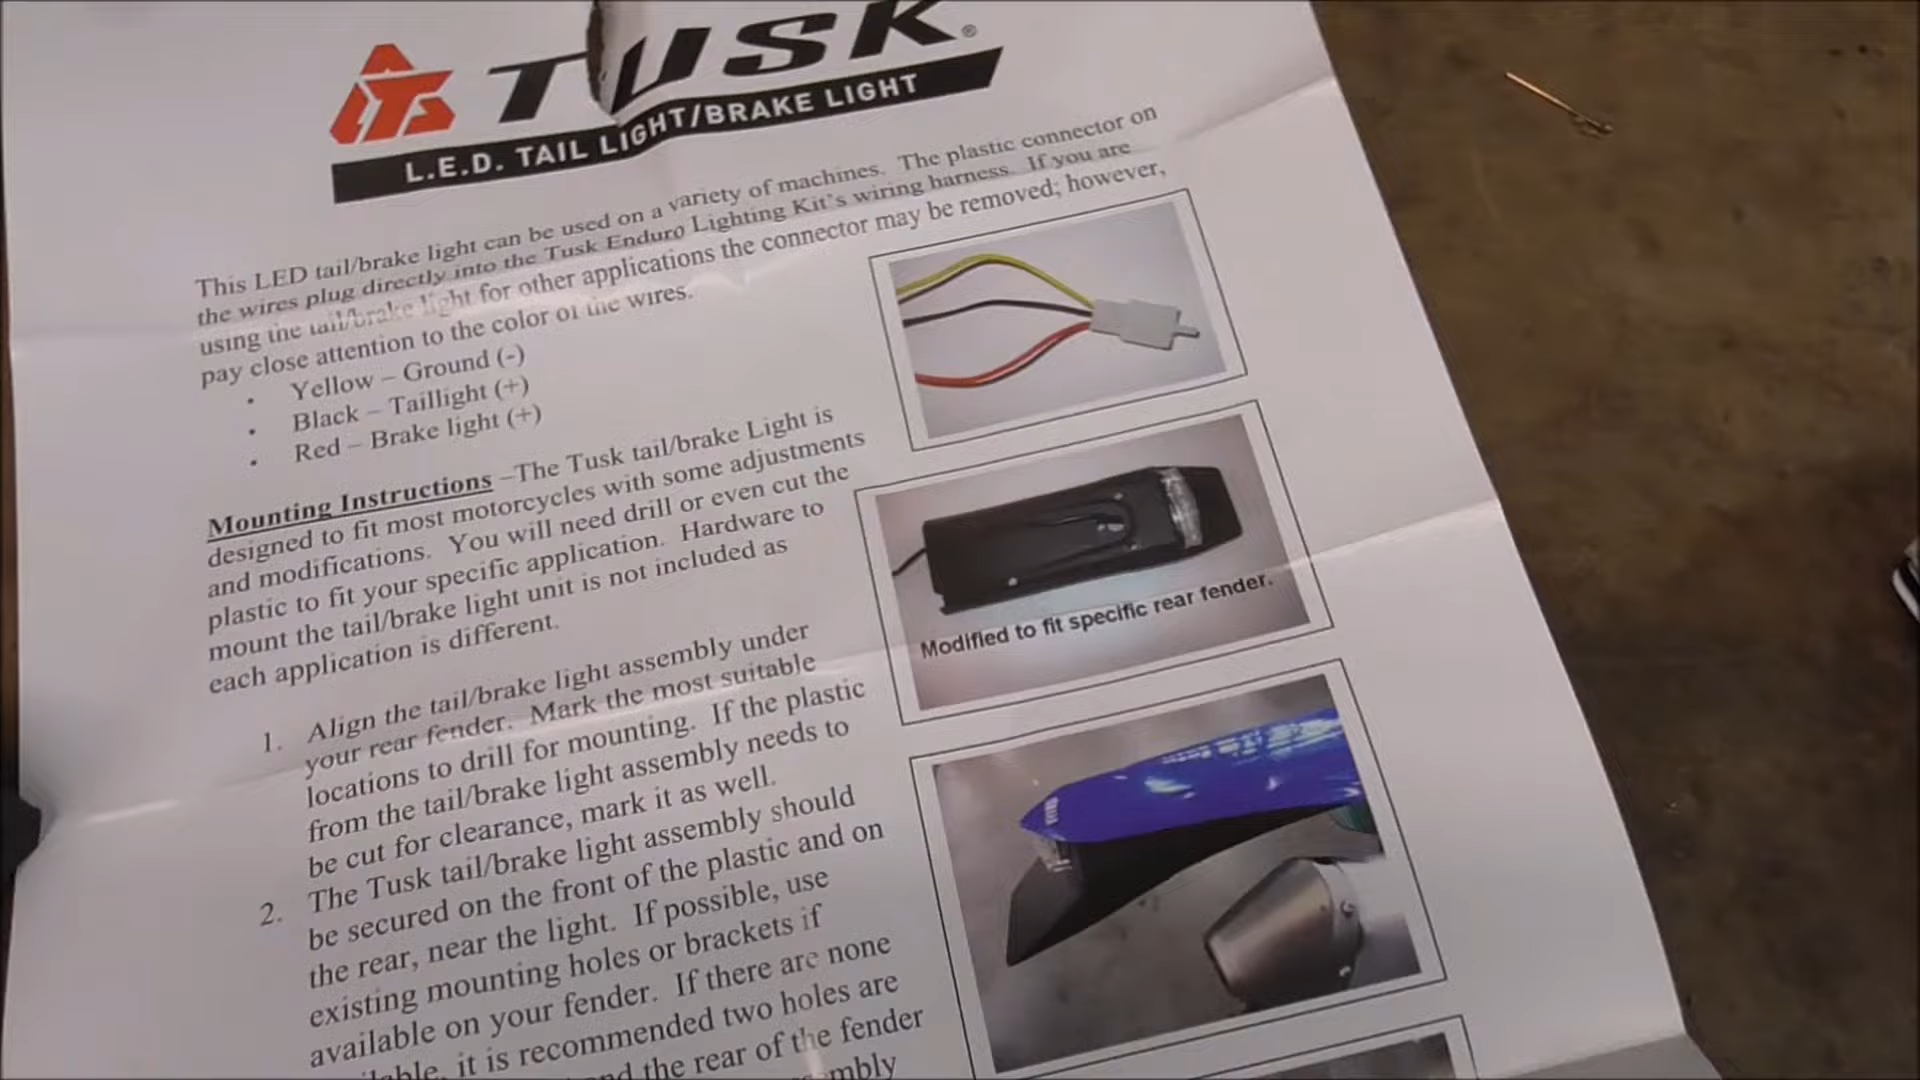 TUSK®
L.E.D. TAIL LIGHT/BRAKE LIGHT
This LED tail/brake light can be used on a variety of machines. The plastic connector on
the wires plug directly into the Tusk Enduro Lighting Kit's wiring harness. If you are
using the tail/brake light for other applications the connector may be removed; however,
pay close attention to the color of the wires.
• Yellow – Ground (-)
• Black – Taillight (+)
• Red – Brake light (+)
Mounting Instructions –The Tusk tail/brake Light is
designed to fit most motorcycles with some adjustments
and modifications. You will need drill or even cut the
plastic to fit your specific application. Hardware to
mount the tail/brake light unit is not included as
each application is different.
Modified to fit specific rear fender.
1. Align the tail/brake light assembly under
your rear fender. Mark the most suitable
locations to drill for mounting. If the plastic
from the tail/brake light assembly needs to
be cut for clearance, mark it as well.
2. The Tusk tail/brake light assembly should
be secured on the front of the plastic and on
the rear, near the light. If possible, use
existing mounting holes or brackets if
available on your fender. If there are none
it is recommended two holes are
the rear of the fender